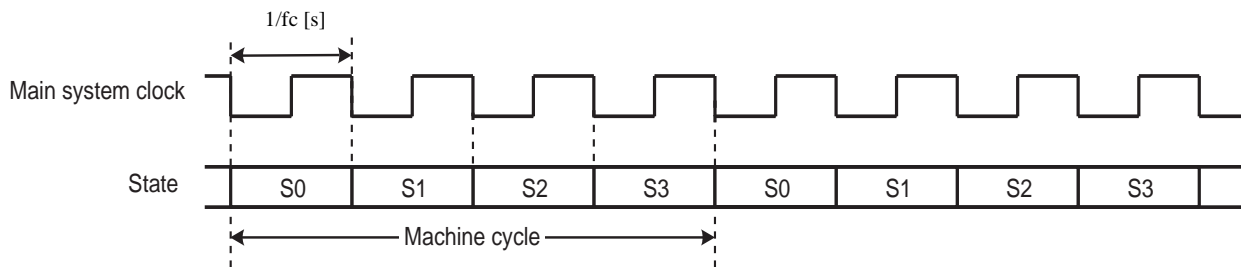 1/fc [s]
Main system clock
State S0 S1 S2 S3 S0 S1 S2 S3
Machine cycle